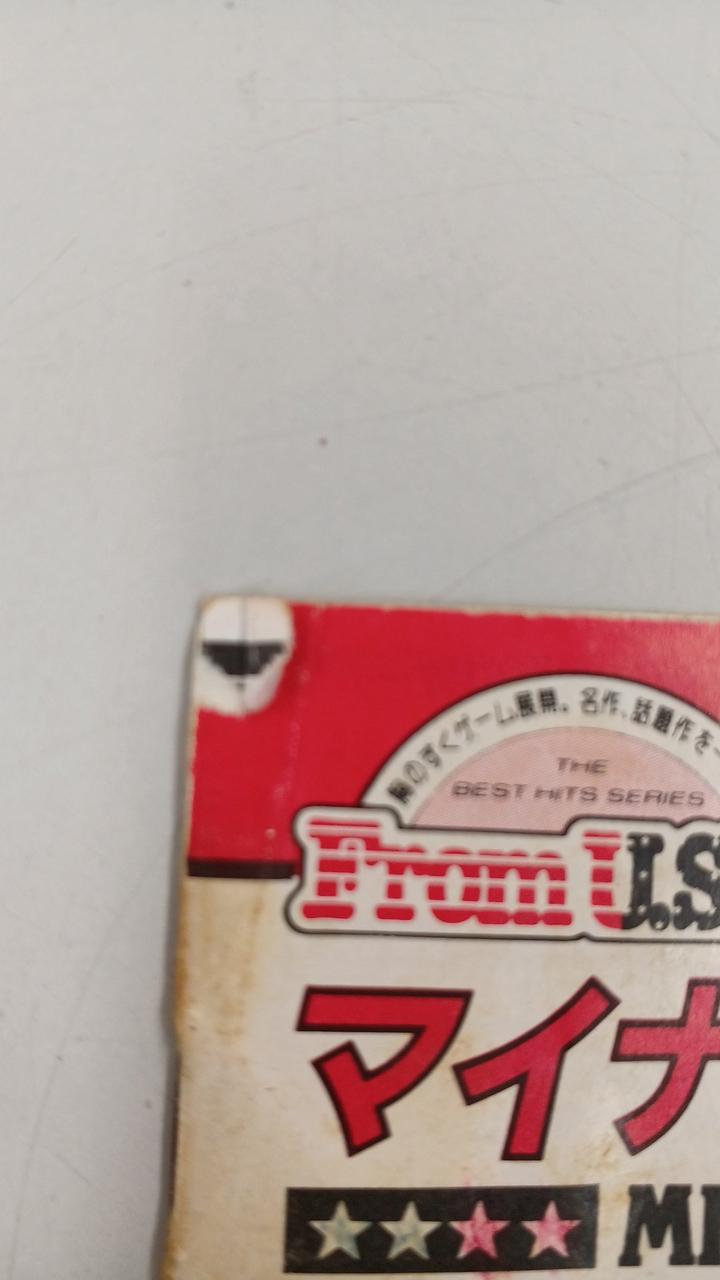 胸のすくゲーム展開。名作、話題作を一
THE
BEST HITS SERIES
From U.S
マイナ